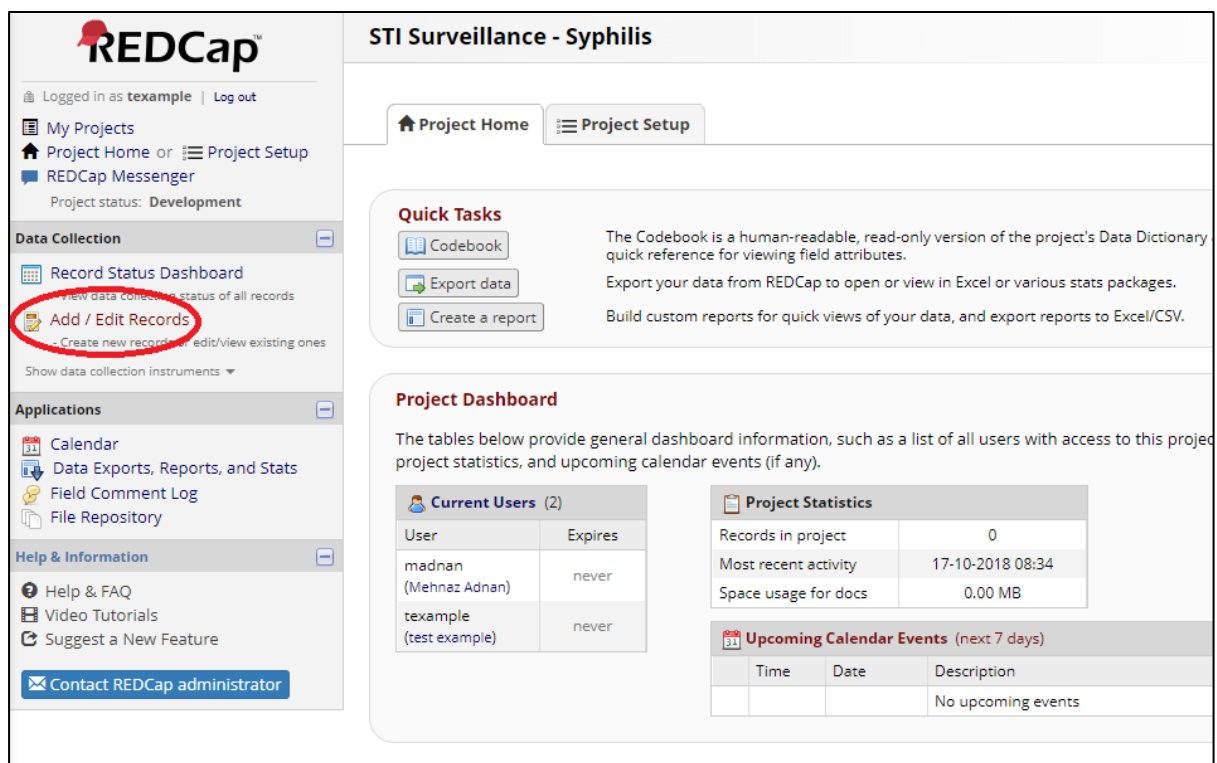 REDCap™
Logged in as texample | Log out
My Projects
Project Home or Project Setup
REDCap Messenger
Project status: Development
Data Collection
Record Status Dashboard
- View data collection status of all records
Add / Edit Records
- Create new records or edit/view existing ones
Show data collection instruments
Applications
31 Calendar
Data Exports, Reports, and Stats
Field Comment Log
File Repository
Help & Information
Help & FAQ
Video Tutorials
Suggest a New Feature
Contact REDCap administrator
STI Surveillance - Syphilis
Project Home Project Setup
Quick Tasks
Codebook
The Codebook is a human-readable, read-only version of the project's Data Dictionary
quick reference for viewing field attributes.
Export data
Export your data from REDCap to open or view in Excel or various stats packages.
Create a report
Build custom reports for quick views of your data, and export reports to Excel/CSV.
Project Dashboard
The tables below provide general dashboard information, such as a list of all users with access to this projec
project statistics, and upcoming calendar events (if any).
Current Users (2)
User Expires
madnan
(Mehnaz Adnan)
never
texample
(test example)
never
Project Statistics
Records in project 0
Most recent activity 17-10-2018 08:34
Space usage for docs 0.00 MB
31 Upcoming Calendar Events (next 7 days)
Time Date Description
No upcoming events